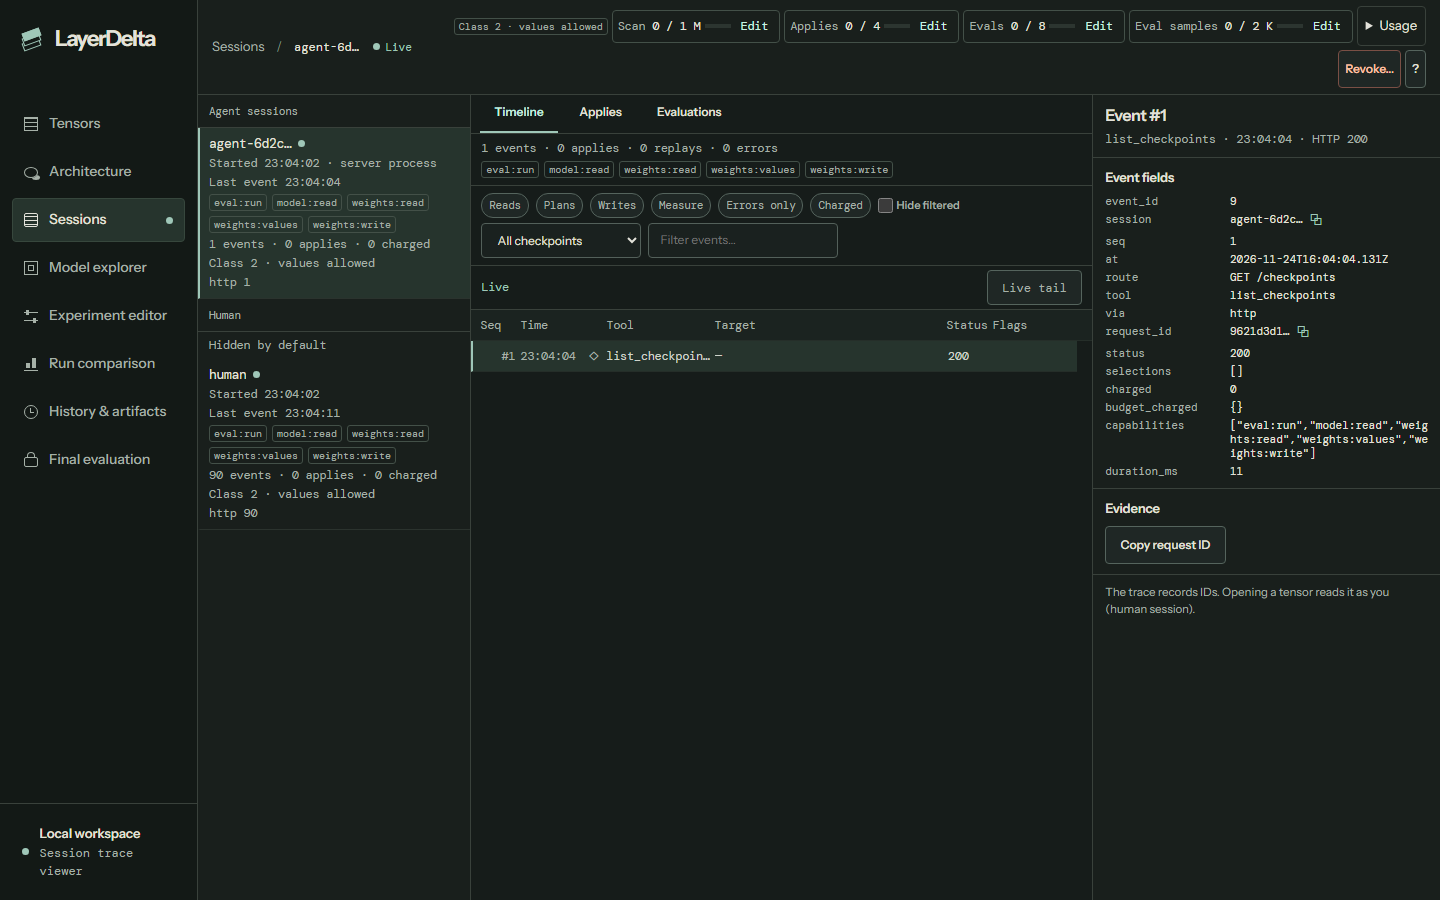 LayerDelta
Tensors
Architecture
Sessions
Model explorer
Experiment editor
Run comparison
History & artifacts
Final evaluation
Local workspace
Session trace
viewer
Sessions / agent-6d… Live
Class 2 · values allowed
Scan 0 / 1 M Edit
Applies 0 / 4 Edit
Evals 0 / 8 Edit
Eval samples 0 / 2 K Edit
Usage
Revoke…
?
Agent sessions
agent-6d2c…
Started 23:04:02 · server process
Last event 23:04:04
eval:run model:read weights:read
weights:values weights:write
1 events · 0 applies · 0 charged
Class 2 · values allowed
http 1
Human
Hidden by default
human
Started 23:04:02
Last event 23:04:11
eval:run model:read weights:read
weights:values weights:write
90 events · 0 applies · 0 charged
Class 2 · values allowed
http 90
Timeline Applies Evaluations
1 events · 0 applies · 0 replays · 0 errors
eval:run model:read weights:read weights:values weights:write
Reads Plans Writes Measure Errors only Charged Hide filtered
All checkpoints Filter events…
Live Live tail
Seq Time Tool Target Status Flags
#1 23:04:04 ◇ list_checkpoin… — 200
Event #1
list_checkpoints · 23:04:04 · HTTP 200
Event fields
event_id 9
session agent-6d2c…
seq 1
at 2026-11-24T16:04:04.131Z
route GET /checkpoints
tool list_checkpoints
via http
request_id 9621d3d1…
status 200
selections []
charged 0
budget_charged {}
capabilities ["eval:run","model:read","weig
hts:read","weights:values","we
ights:write"]
duration_ms 11
Evidence
Copy request ID
The trace records IDs. Opening a tensor reads it as you
(human session).